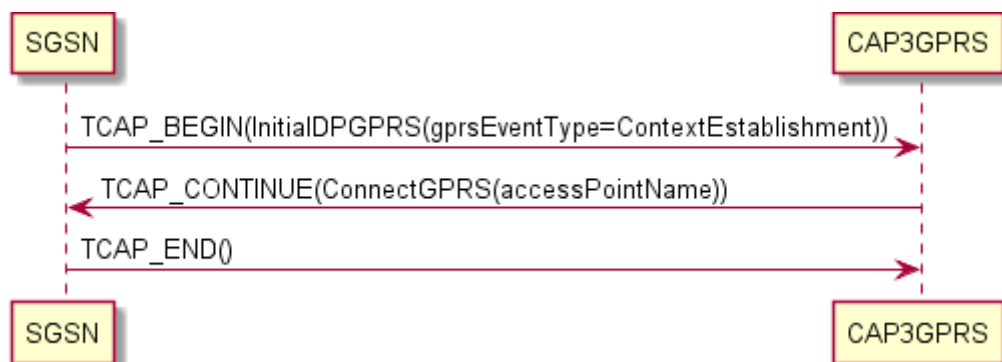 SGSN
CAP3GPRS
TCAP_BEGIN(InitialDPGPRS(gprsEventType=ContextEstablishment))
TCAP_CONTINUE(ConnectGPRS(accessPointName))
TCAP_END()
SGSN
CAP3GPRS